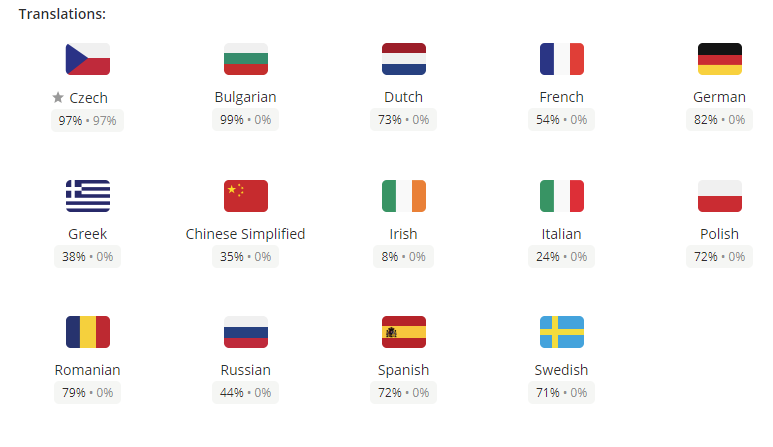 Translations:
Czech Bulgarian Dutch French German
97% • 97% 99% • 0% 73% • 0% 54% • 0% 82% • 0%
Greek Chinese Simplified Irish Italian Polish
38% • 0% 35% • 0% 8% • 0% 24% • 0% 72% • 0%
Romanian Russian Spanish Swedish
79% • 0% 44% • 0% 72% • 0% 71% • 0%